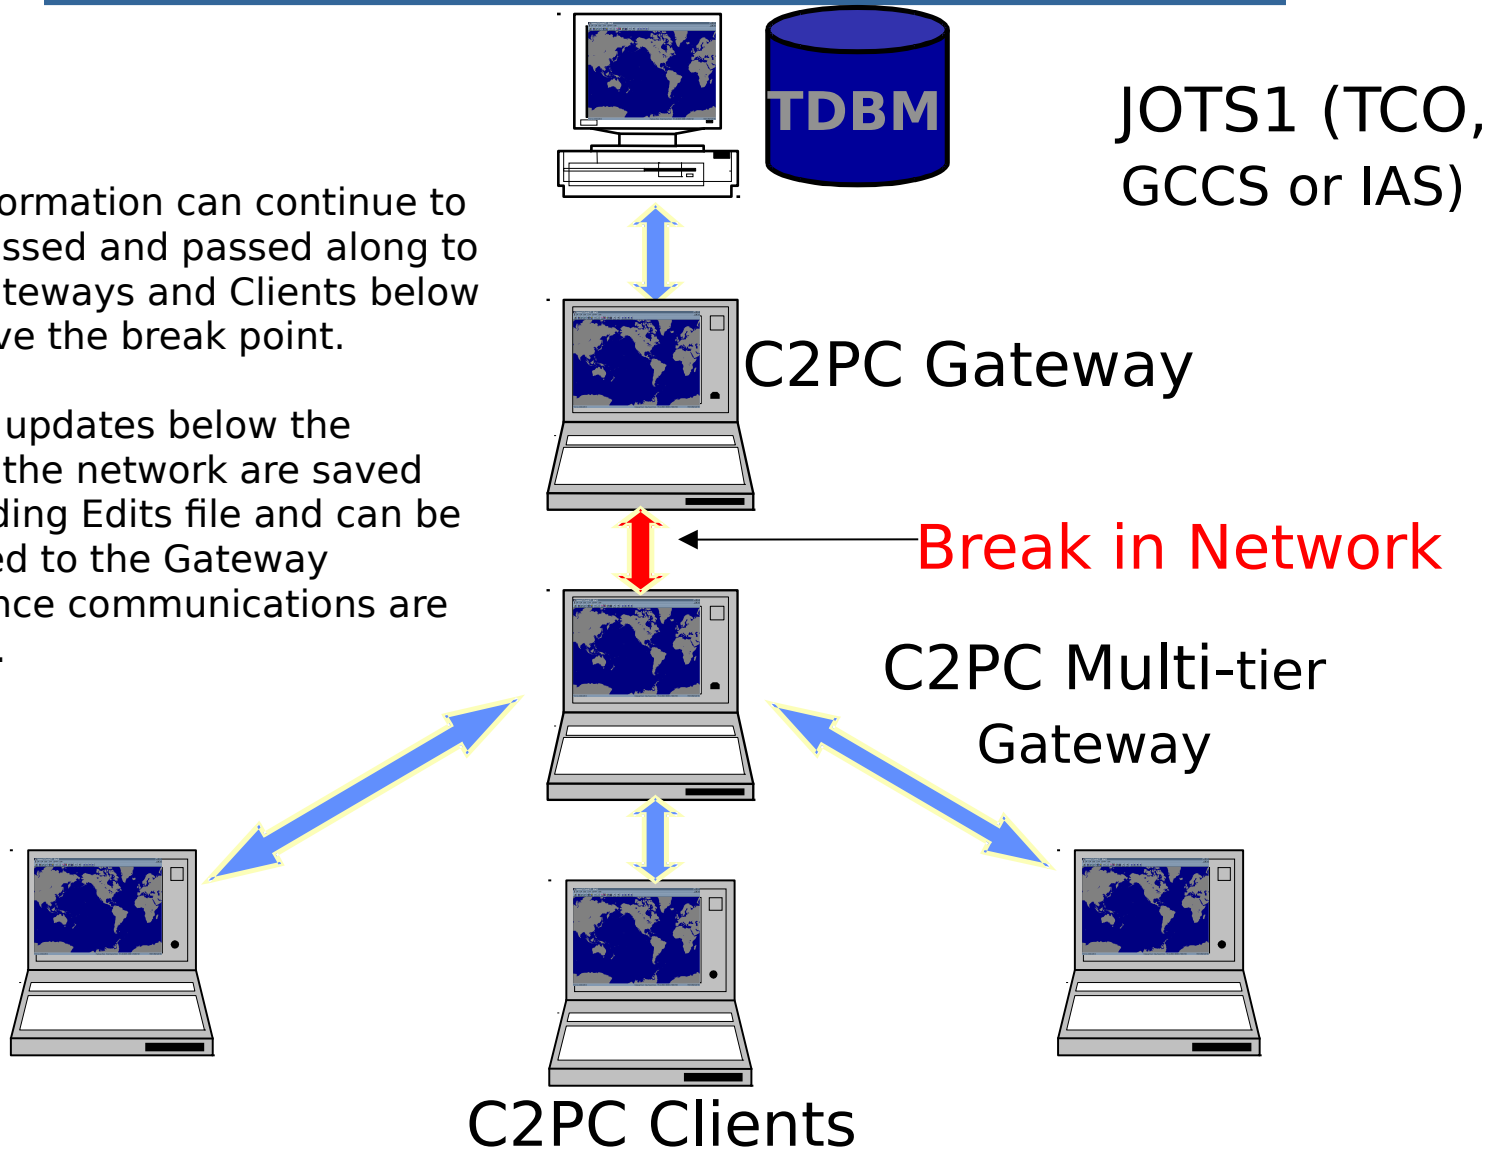 TDBM
JOTS1 (TCO,
GCCS or IAS)
ormation can continue to
ssed and passed along to
teways and Clients below
ve the break point.
C2PC Gateway
updates below the
the network are saved
ding Edits file and can be
ed to the Gateway
nce communications are
.
Break in Network
C2PC Multi-tier
Gateway
C2PC Clients